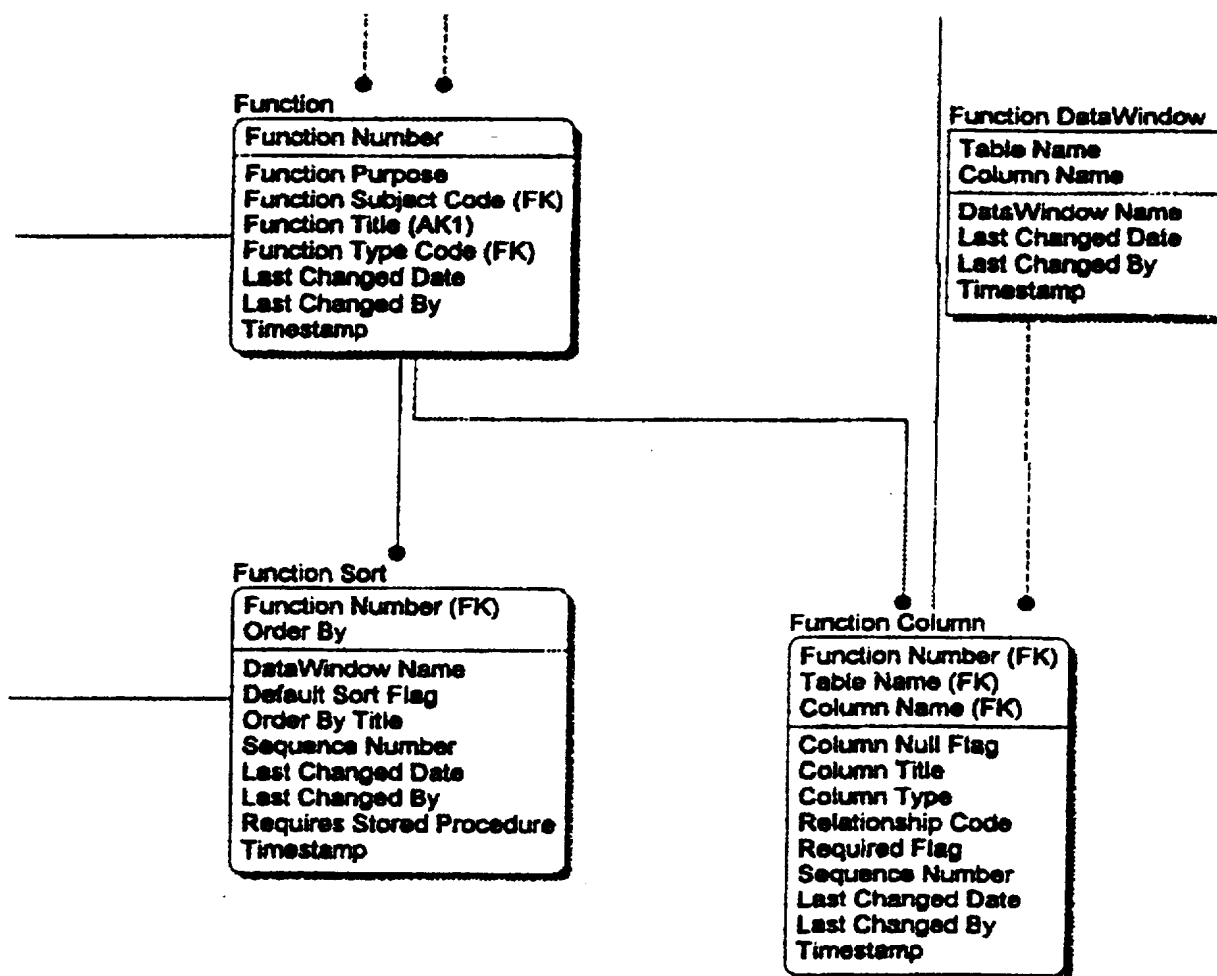 Function
Function Number
Function Purpose
Function Subject Code (FK)
Function Title (AK1)
Function Type Code (FK)
Last Changed Date
Last Changed By
Timestamp
Function DataWindow
Table Name
Column Name
DataWindow Name
Last Changed Date
Last Changed By
Timestamp
Function Sort
Function Number (FK)
Order By
DataWindow Name
Default Sort Flag
Order By Title
Sequence Number
Last Changed Date
Last Changed By
Requires Stored Procedure
Timestamp
Function Column
Function Number (FK)
Table Name (FK)
Column Name (FK)
Column Null Flag
Column Title
Column Type
Relationship Code
Required Flag
Sequence Number
Last Changed Date
Last Changed By
Timestamp